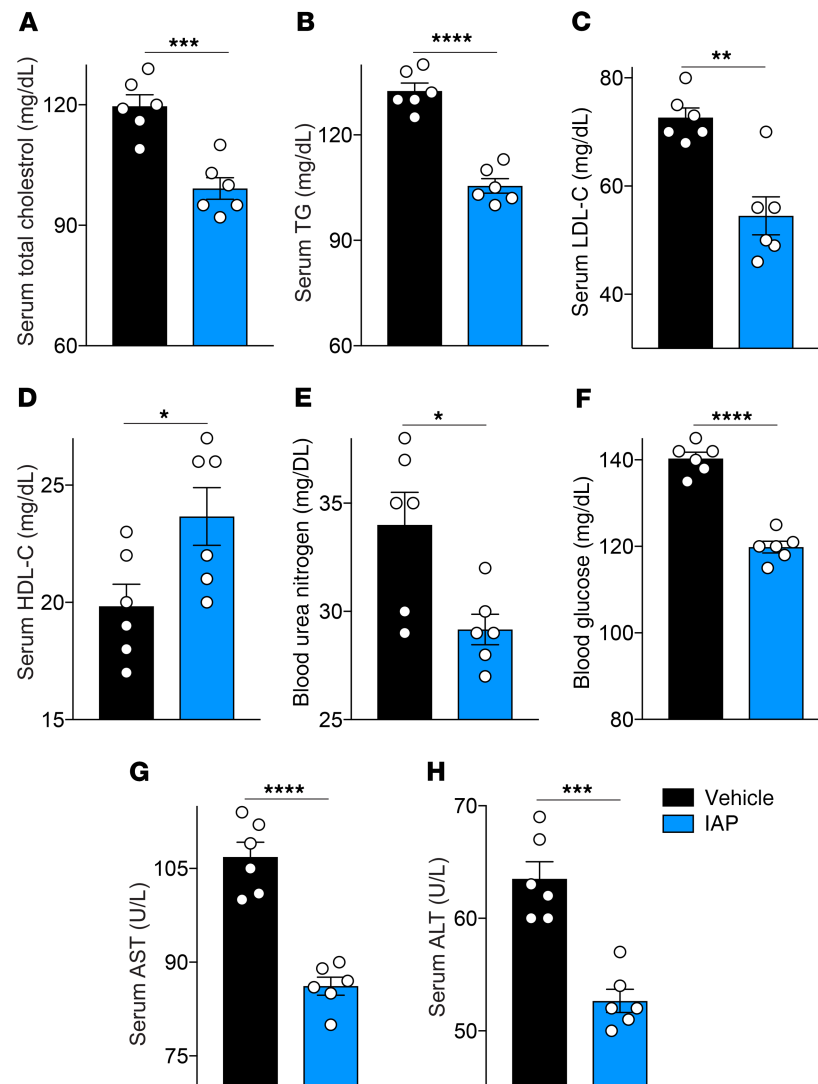 A
***
Serum total cholestrol (mg/dL)
120
90
60
B
****
Serum TG (mg/dL)
120
90
60
C
**
Serum LDL-C (mg/dL)
80
60
40
D
*
Serum HDL-C (mg/dL)
25
20
15
E
*
Blood urea nitrogen (mg/DL)
35
30
25
F
****
Blood glucose (mg/dL)
140
120
100
80
G
****
Serum AST (U/L)
105
90
75
H
***
Serum ALT (U/L)
70
60
50
Vehicle
IAP